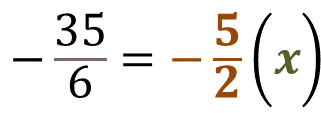 −35/6 = −5/2(x)